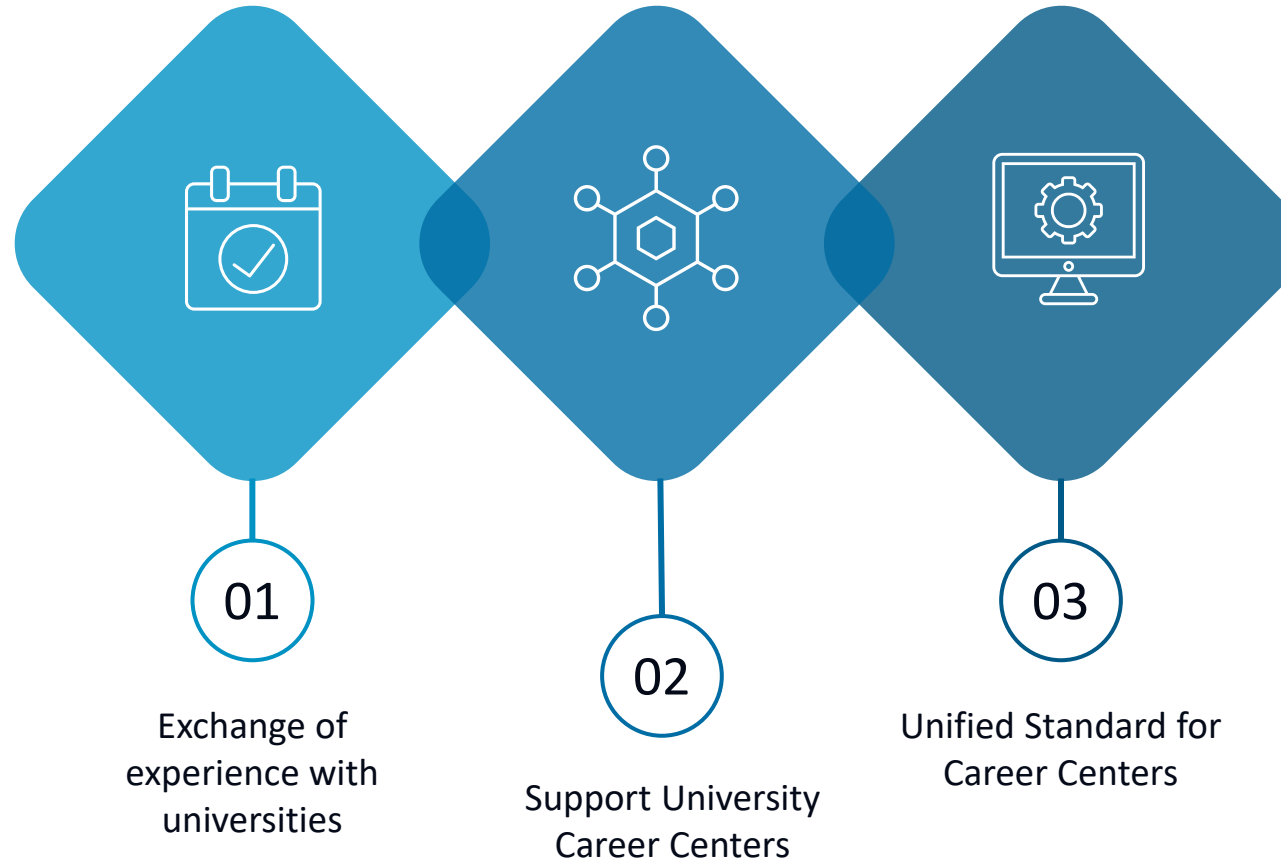 01
Exchange of
experience with
universities
02
Support University
Career Centers
03
Unified Standard for
Career Centers